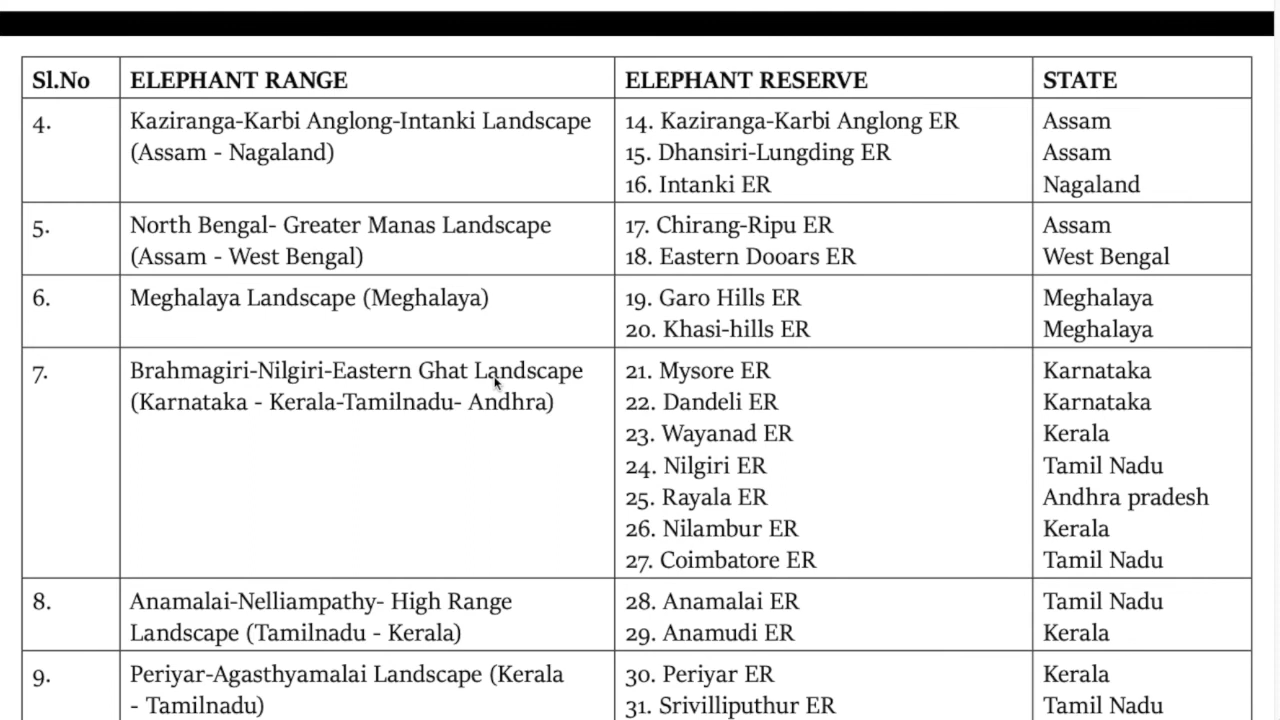 Sl.No ELEPHANT RANGE ELEPHANT RESERVE STATE
4. Kaziranga-Karbi Anglong-Intanki Landscape 14. Kaziranga-Karbi Anglong ER Assam
(Assam - Nagaland) 15. Dhansiri-Lungding ER Assam
16. Intanki ER Nagaland
5. North Bengal- Greater Manas Landscape 17. Chirang-Ripu ER Assam
(Assam - West Bengal) 18. Eastern Dooars ER West Bengal
6. Meghalaya Landscape (Meghalaya) 19. Garo Hills ER Meghalaya
20. Khasi-hills ER Meghalaya
7. Brahmagiri-Nilgiri-Eastern Ghat Landscape 21. Mysore ER Karnataka
(Karnataka - Kerala-Tamilnadu- Andhra) 22. Dandeli ER Karnataka
23. Wayanad ER Kerala
24. Nilgiri ER Tamil Nadu
25. Rayala ER Andhra pradesh
26. Nilambur ER Kerala
27. Coimbatore ER Tamil Nadu
8. Anamalai-Nelliampathy- High Range 28. Anamalai ER Tamil Nadu
Landscape (Tamilnadu - Kerala) 29. Anamudi ER Kerala
9. Periyar-Agasthyamalai Landscape (Kerala 30. Periyar ER Kerala
- Tamilnadu) 31. Srivilliputhur ER Tamil Nadu